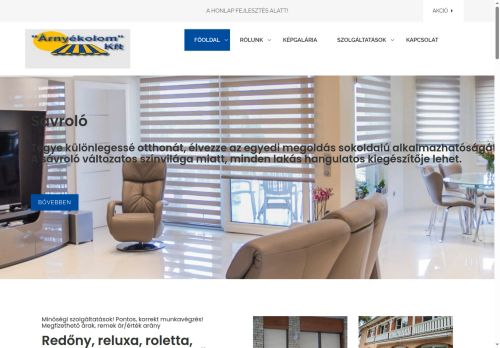 A HONLAP FEJLESZTÉS ALATT!
AKCIÓ
"Árnyékolom"
Kft
FŐOLDAL
RÓLUNK
KÉPGALÁRIA
SZOLGÁLTATÁSOK
KAPCSOLAT
Sávroló
Tegye különlegessé otthonát, élvezze az egyedi megoldás sokoldalú alkalmazhatóságát
A sávroló változatos színvilága miatt, minden lakás hangulatos kiegészítője lehet.
BŐVEBBEN
Minőségi szolgáltatások! Pontos, korrekt munkavégzés!
Megfizethető árak, remek ár/érték arány
Redőny, reluxa, roletta,